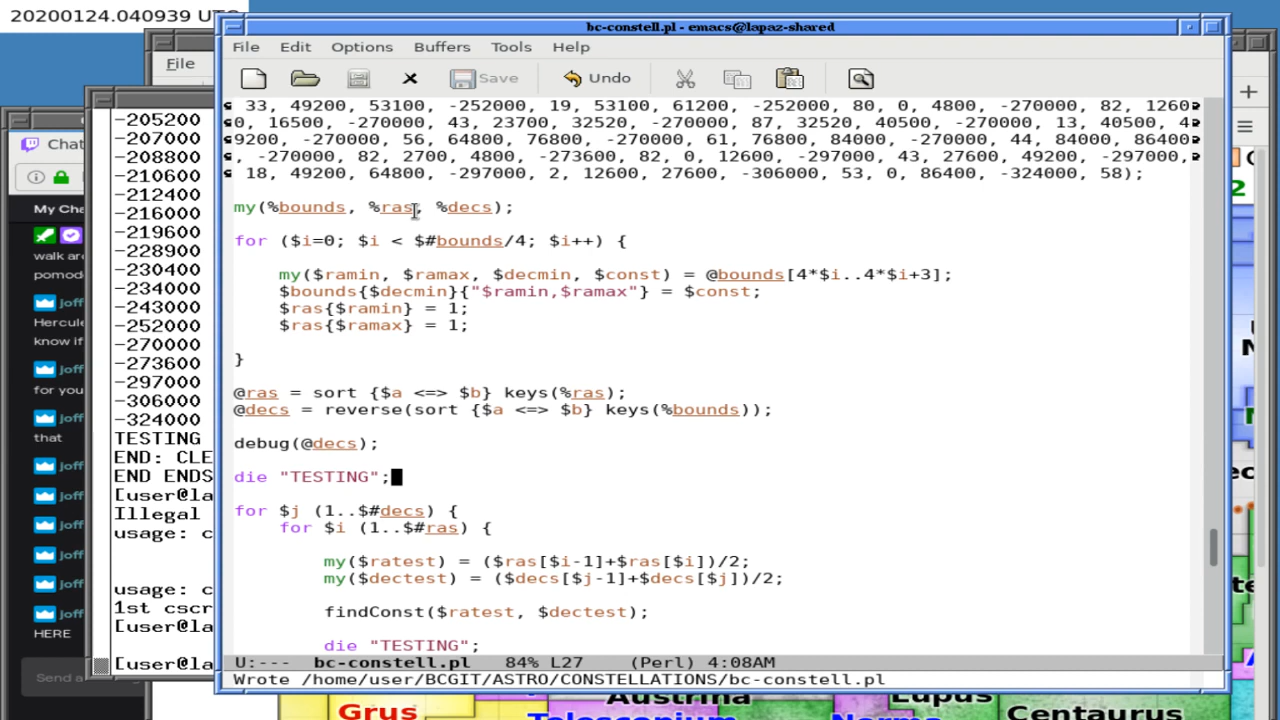 20200124.040939 UTC
bc-constell.pl - emacs@lapaz-shared
File Edit Options Buffers Tools Help
Save Undo
File
Chat
My Cha
walk are
pomod
Joff
Hercule
know if
Joff
for you
Joff
that
Joff
Joff
Joff
Joff
Joff
Joff
HERE
Send a
-205200
-207000
-208800
-210600
-212400
-216000
-219600
-228900
-230400
-234000
-243000
-252000
-270000
-273600
-297000
-306000
-324000
TESTING
END: CLE
END ENDS
[user@la
Illegal
usage: c
usage: c
1st cscr
[user@la
[user@la
33, 49200, 53100, -252000, 19, 53100, 61200, -252000, 80, 0, 4800, -270000, 82, 1260
0, 16500, -270000, 43, 23700, 32520, -270000, 87, 32520, 40500, -270000, 13, 40500, 4
9200, -270000, 56, 64800, 76800, -270000, 61, 76800, 84000, -270000, 44, 84000, 86400
, -270000, 82, 2700, 4800, -273600, 82, 0, 12600, -297000, 43, 27600, 49200, -297000,
18, 49200, 64800, -297000, 2, 12600, 27600, -306000, 53, 0, 86400, -324000, 58);
my(%bounds, %ras, %decs);
for ($i=0; $i < $#bounds/4; $i++) {
my($ramin, $ramax, $decmin, $const) = @bounds[4*$i..4*$i+3];
$bounds{$decmin}{"$ramin,$ramax"} = $const;
$ras{$ramin} = 1;
$ras{$ramax} = 1;
}
@ras = sort {$a <=> $b} keys(%ras);
@decs = reverse(sort {$a <=> $b} keys(%bounds));
debug(@decs);
die "TESTING";
for $j (1..$#decs) {
for $i (1..$#ras) {
my($ratest) = ($ras[$i-1]+$ras[$i])/2;
my($dectest) = ($decs[$j-1]+$decs[$j])/2;
findConst($ratest, $dectest);
die "TESTING";
U:--- bc-constell.pl 84% L27 (Perl) 4:08AM
Wrote /home/user/BCGIT/ASTRO/CONSTELLATIONS/bc-constell.pl
Grus
Austrina
Telescopium
Norma
Lupus
Centaurus